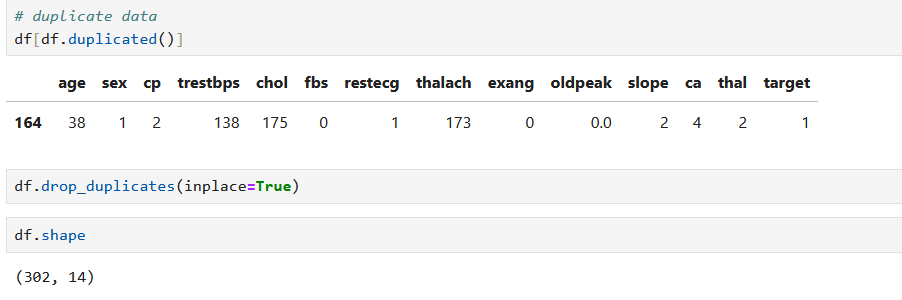 # duplicate data
df[df.duplicated()]
age sex cp trestbps chol fbs restecg thalach exang oldpeak slope ca thal target
164 38 1 2 138 175 0 1 173 0 0.0 2 4 2 1
df.drop_duplicates(inplace=True)
df.shape
(302, 14)